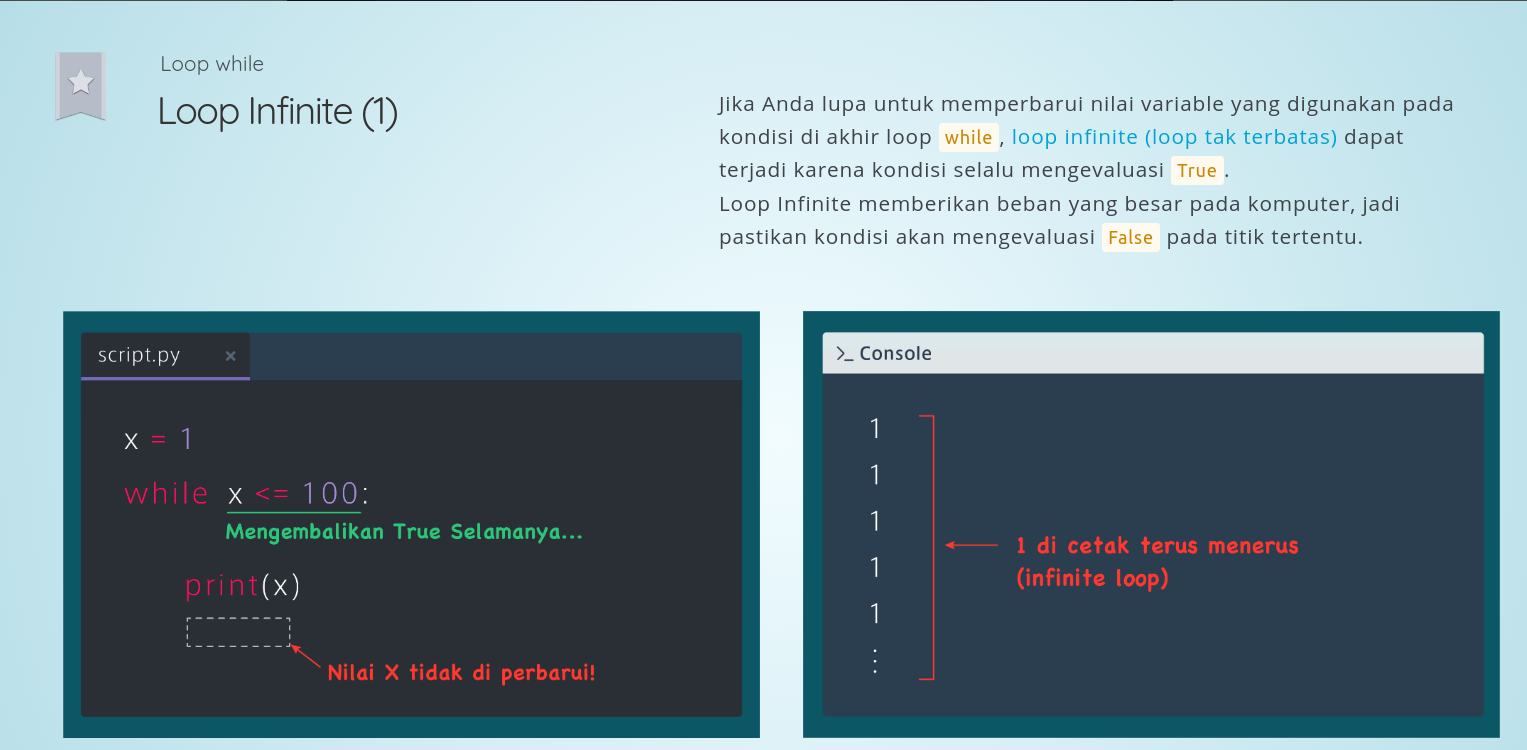 Loop while
Loop Infinite (1)
Jika Anda lupa untuk memperbarui nilai variable yang digunakan pada
kondisi di akhir loop while, loop infinite (loop tak terbatas) dapat
terjadi karena kondisi selalu mengevaluasi True.
Loop Infinite memberikan beban yang besar pada komputer, jadi
pastikan kondisi akan mengevaluasi False pada titik tertentu.
script.py ×
x = 1
while x <= 100:
Mengembalikan True Selamanya...
print(x)
Nilai X tidak di perbarui!
>_ Console
1
1
1
1
1
⋮
1 di cetak terus menerus
(infinite loop)